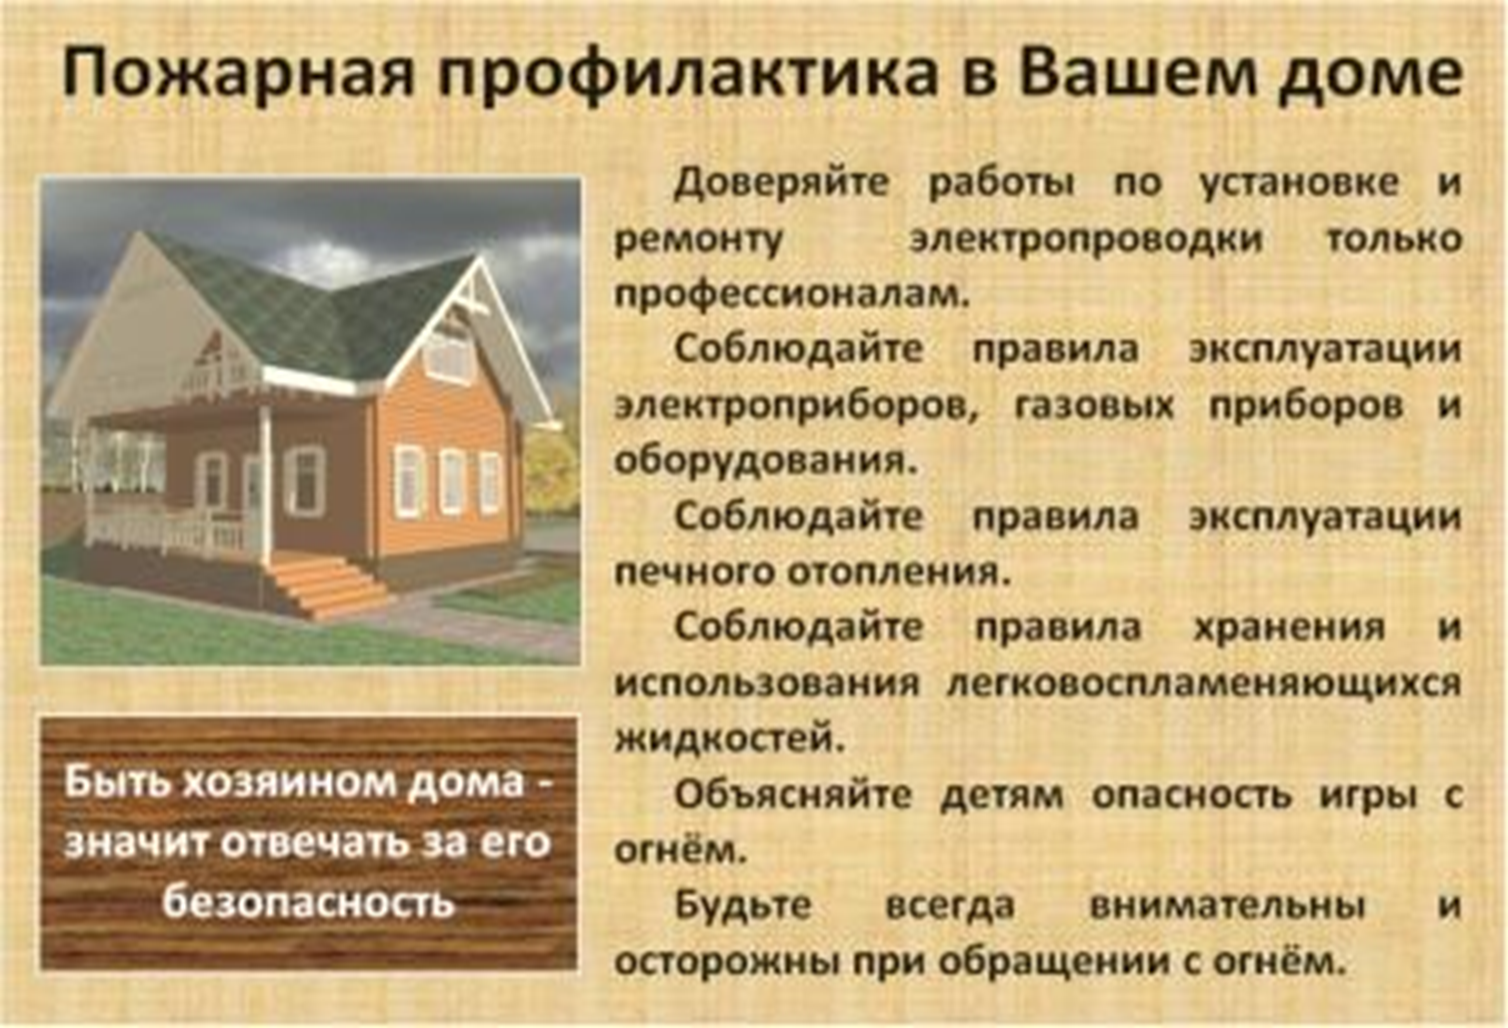 Пожарная профилактика в Вашем доме
Доверяйте работы по установке и
ремонту электропроводки только
профессионалам.
Соблюдайте правила эксплуатации
электроприборов, газовых приборов и
оборудования.
Соблюдайте правила эксплуатации
печного отопления.
Соблюдайте правила хранения и
использования легковоспламеняющихся
жидкостей.
Объясняйте детям опасность игры с
огнём.
Будьте всегда внимательны и
осторожны при обращении с огнём.
Быть хозяином дома -
значит отвечать за его
безопасность